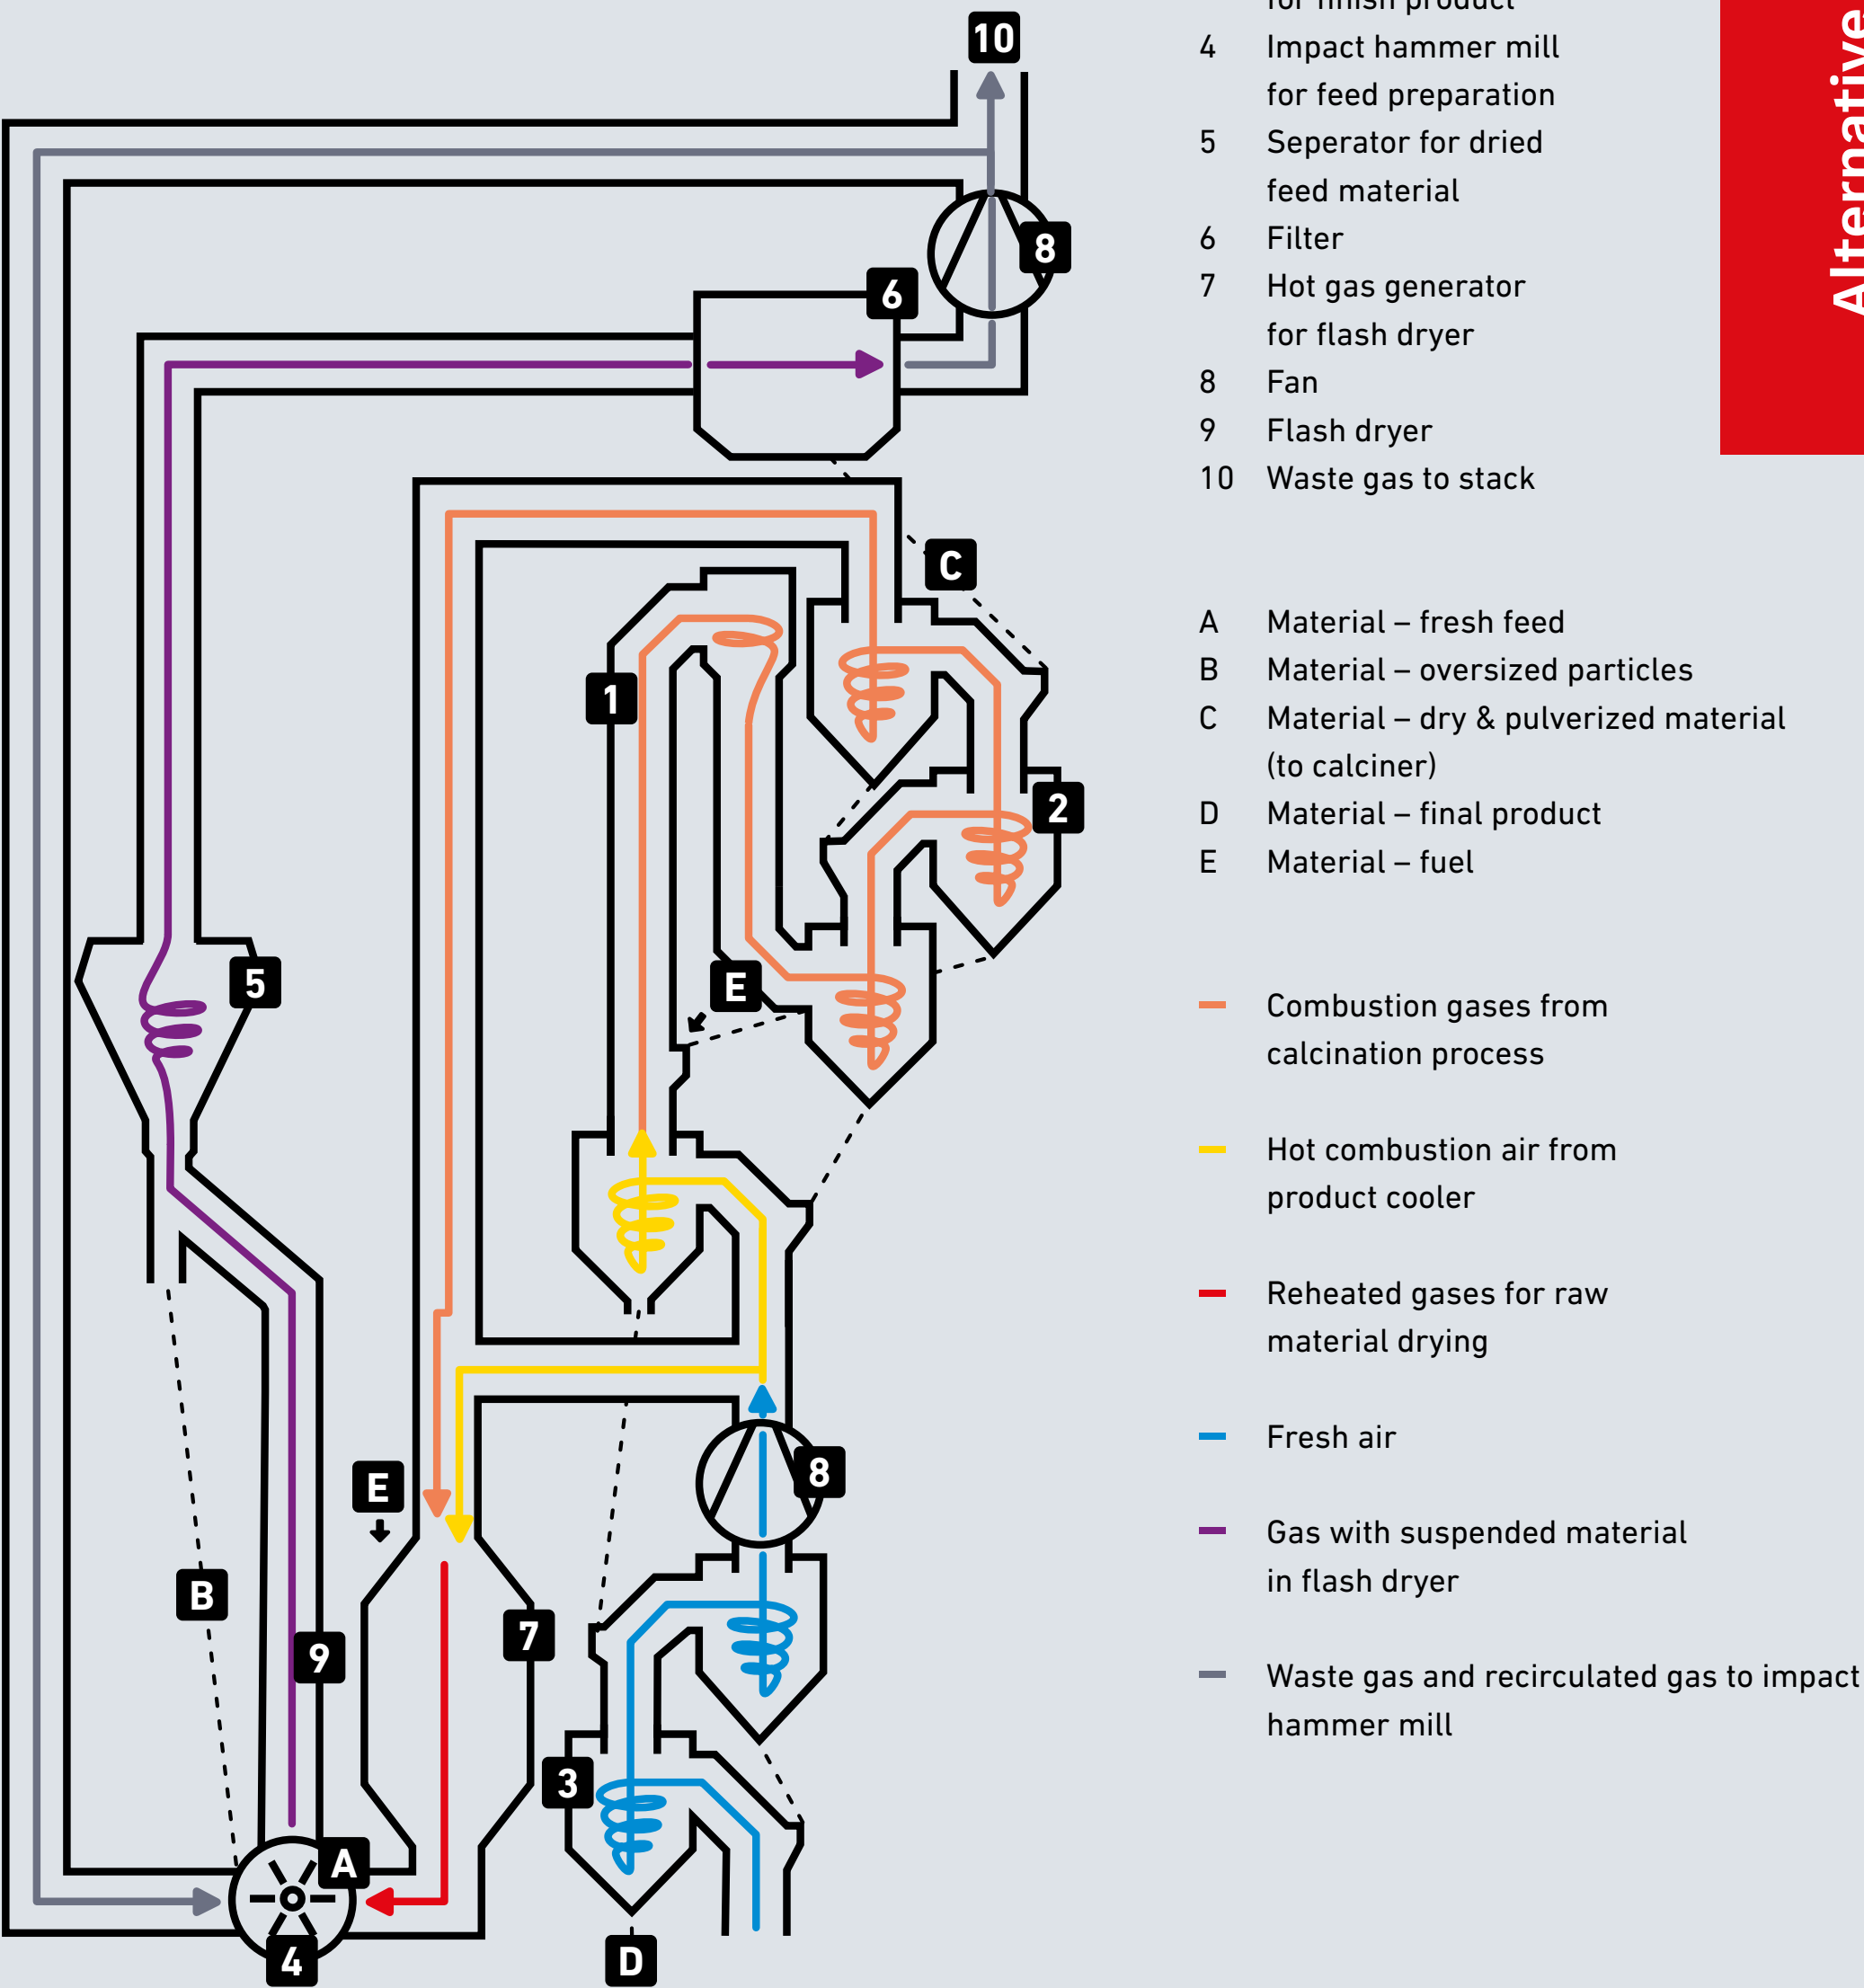 10
8
6
C
1
2
5
E
E
8
B
9
7
3
A
4
D
for finish product
4 Impact hammer mill
for feed preparation
5 Seperator for dried
feed material
6 Filter
7 Hot gas generator
for flash dryer
8 Fan
9 Flash dryer
10 Waste gas to stack
A Material – fresh feed
B Material – oversized particles
C Material – dry & pulverized material
(to calciner)
D Material – final product
E Material – fuel
Combustion gases from
calcination process
Hot combustion air from
product cooler
Reheated gases for raw
material drying
Fresh air
Gas with suspended material
in flash dryer
Waste gas and recirculated gas to impact
hammer mill
Alternative